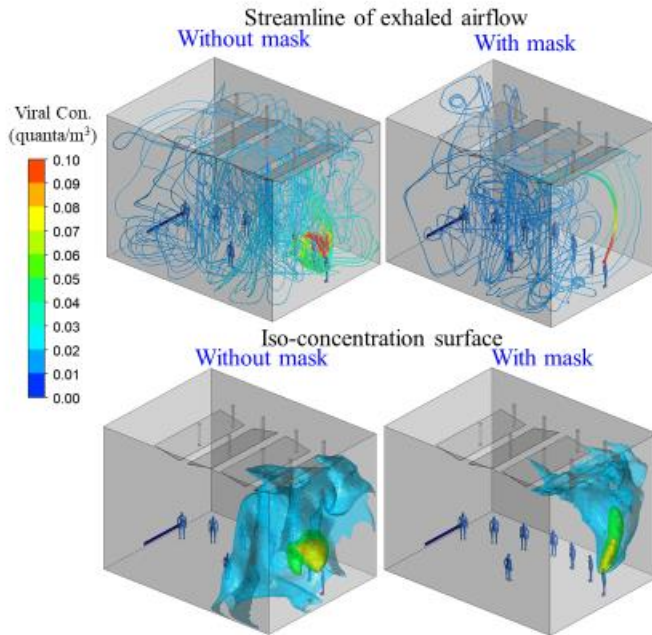 Streamline of exhaled airflow
Without mask
With mask
Viral Con.
(quanta/m³)
0.10
0.09
0.08
0.07
0.06
0.05
0.04
0.03
0.02
0.01
0.00
Iso-concentration surface
Without mask
With mask